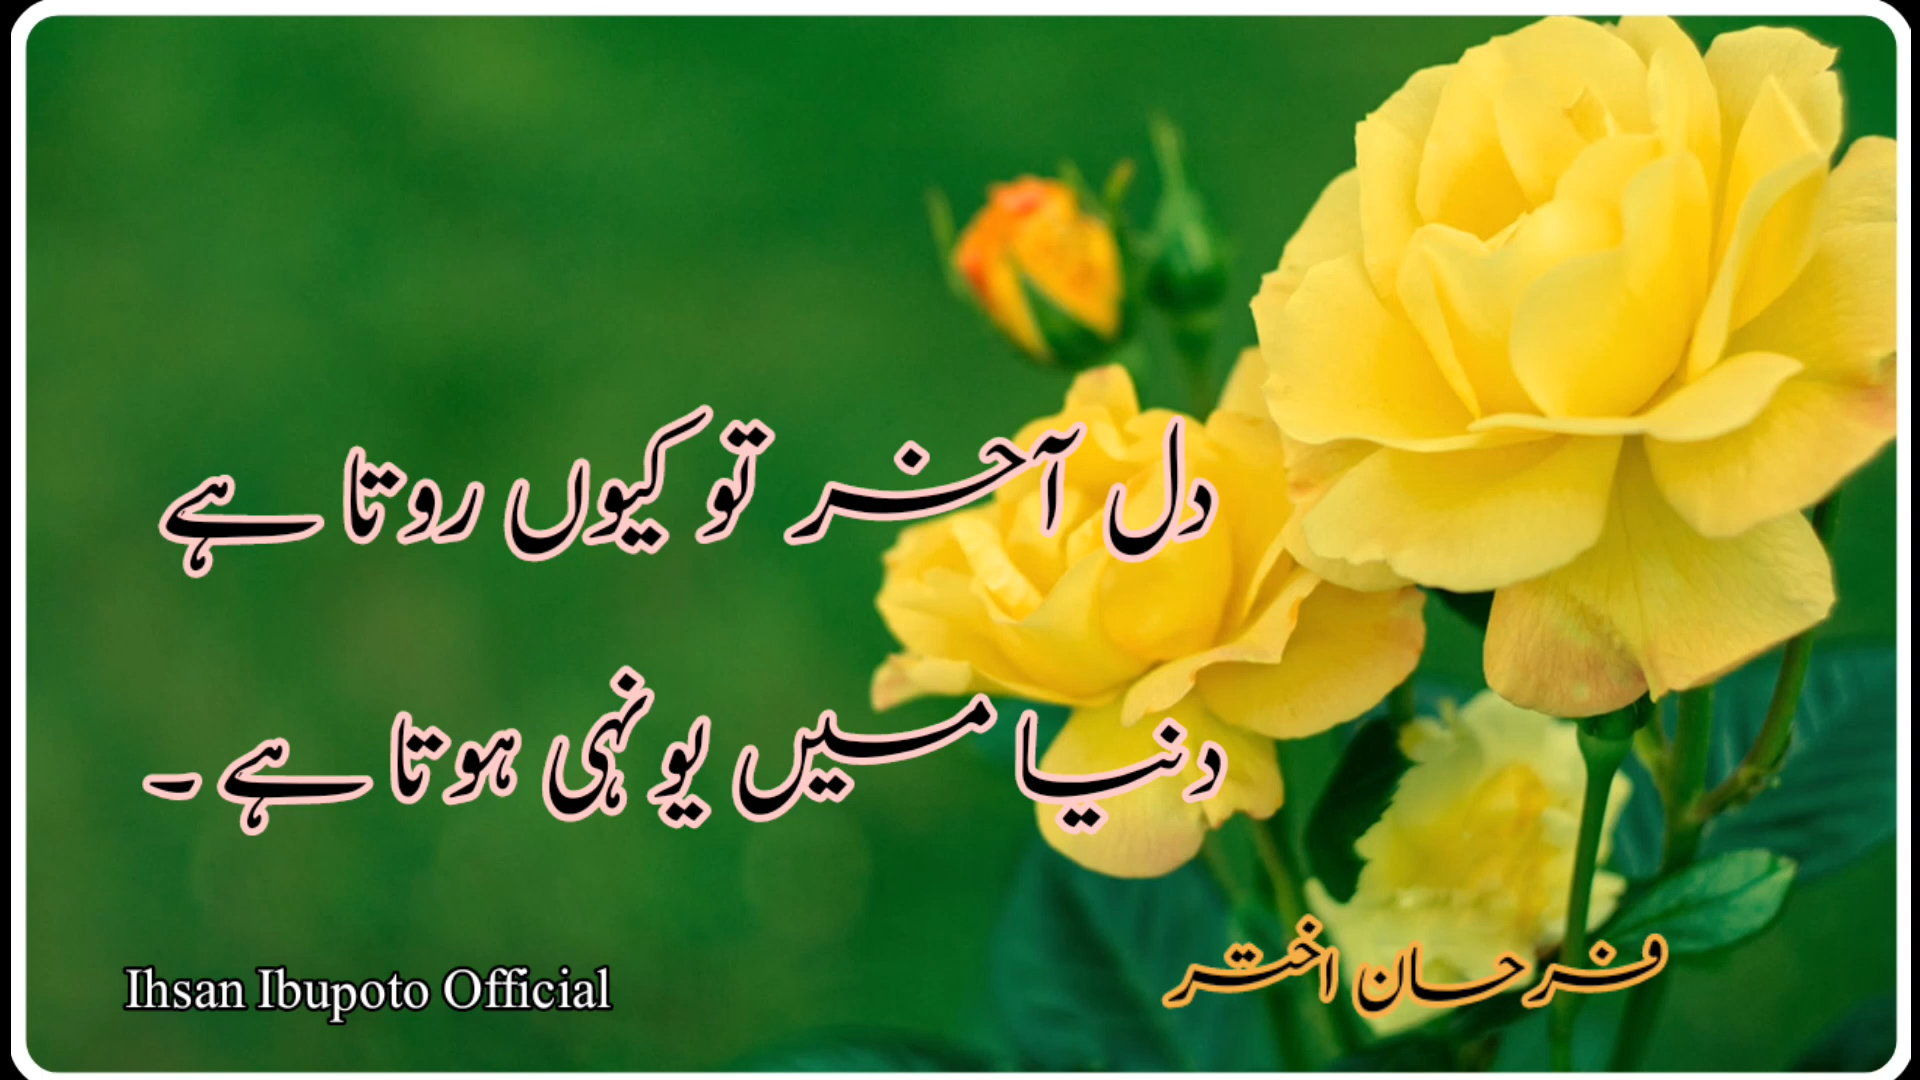 دل آخر تو کیوں روتا ہے
دنیا میں یونہی ہوتا ہے ۔
فرحان اختر
Ihsan Ibupoto Official